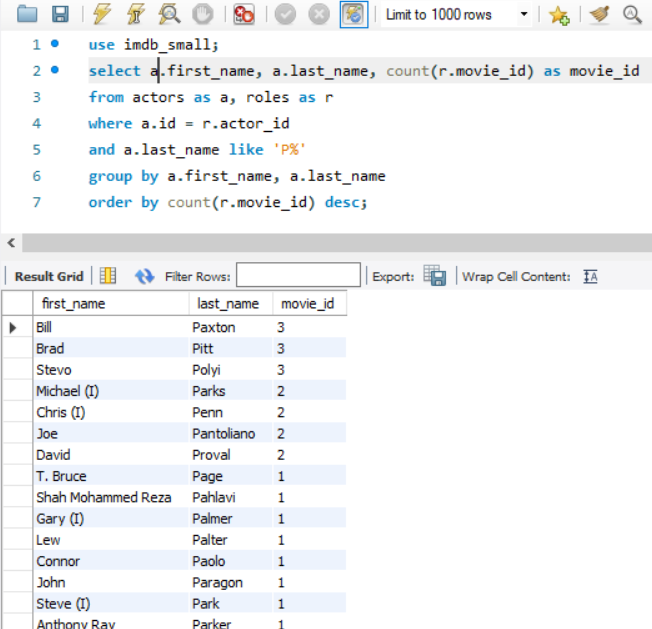 Limit to 1000 rows
1 use imdb_small;
2 select a.first_name, a.last_name, count(r.movie_id) as movie_id
3 from actors as a, roles as r
4 where a.id = r.actor_id
5 and a.last_name like 'P%'
6 group by a.first_name, a.last_name
7 order by count(r.movie_id) desc;
Result Grid Filter Rows: Export: Wrap Cell Content:
first_name last_name movie_id
Bill Paxton 3
Brad Pitt 3
Stevo Polyi 3
Michael (I) Parks 2
Chris (I) Penn 2
Joe Pantoliano 2
David Proval 2
T. Bruce Page 1
Shah Mohammed Reza Pahlavi 1
Gary (I) Palmer 1
Lew Palter 1
Connor Paolo 1
John Paragon 1
Steve (I) Park 1
Anthony Ray Parker 1